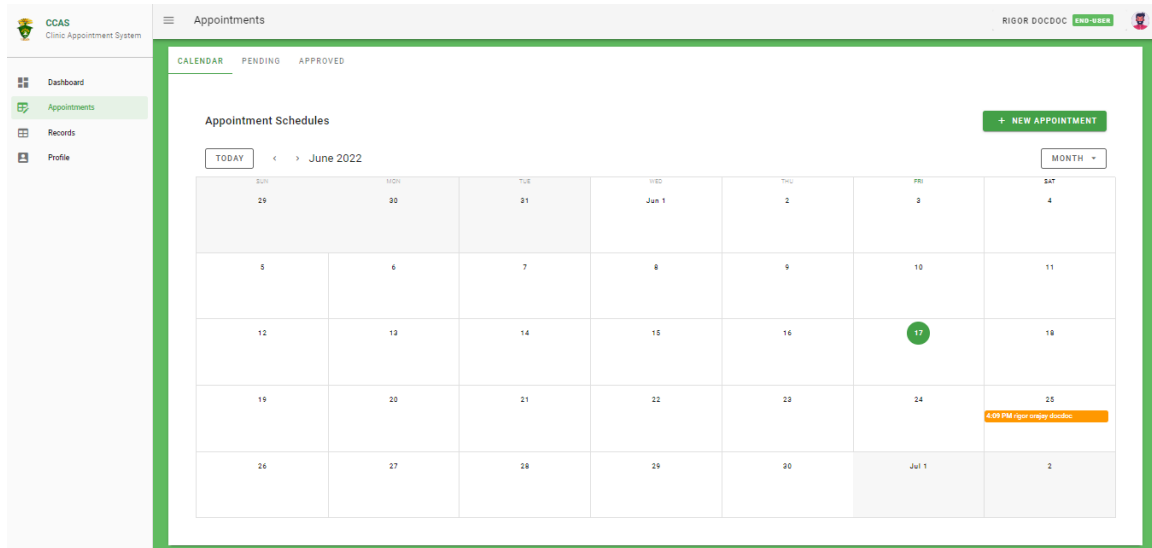 CCAS
Clinic Appointment System
Appointments
RIGOR DOCDOC END-USER
Dashboard
Appointments
Records
Profile
CALENDAR PENDING APPROVED
Appointment Schedules
+ NEW APPOINTMENT
TODAY ‹ › June 2022
MONTH
SUN MON TUE WED THU FRI SAT
29 30 31 Jun 1 2 3 4
5 6 7 8 9 10 11
12 13 14 15 16 17 18
19 20 21 22 23 24 25
4:09 PM rigor orajay docdoc
26 27 28 29 30 Jul 1 2